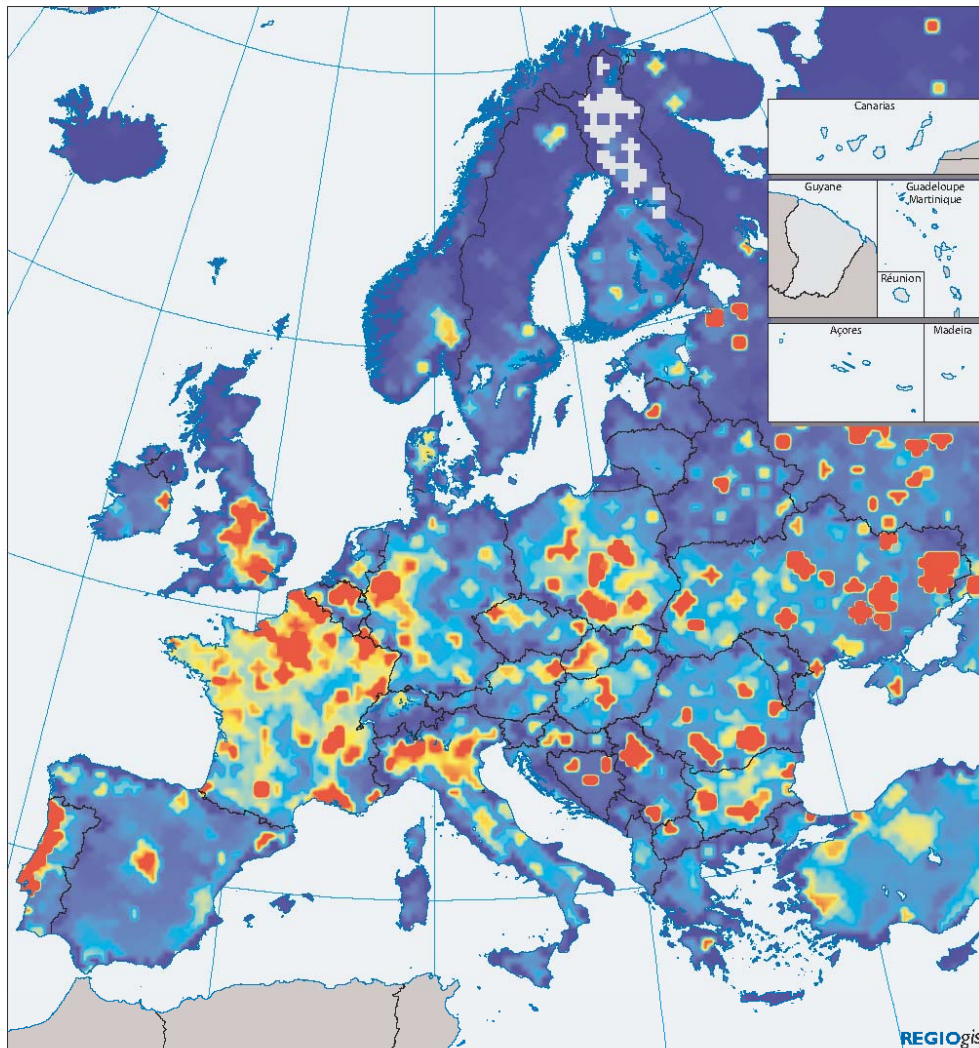 Canarias
Guyane
Guadeloupe
Martinique
Réunion
Açores
Madeira
REGIOgis